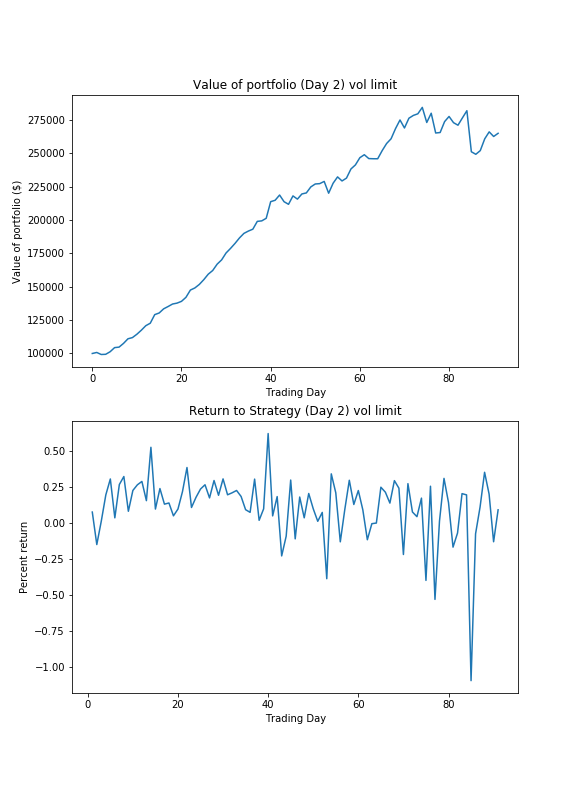 Value of portfolio (Day 2) vol limit
275000
250000
225000
200000
175000
150000
125000
100000
Value of portfolio ($)
0 20 40 60 80
Trading Day
Return to Strategy (Day 2) vol limit
0.50
0.25
0.00
−0.25
−0.50
−0.75
−1.00
Percent return
0 20 40 60 80
Trading Day